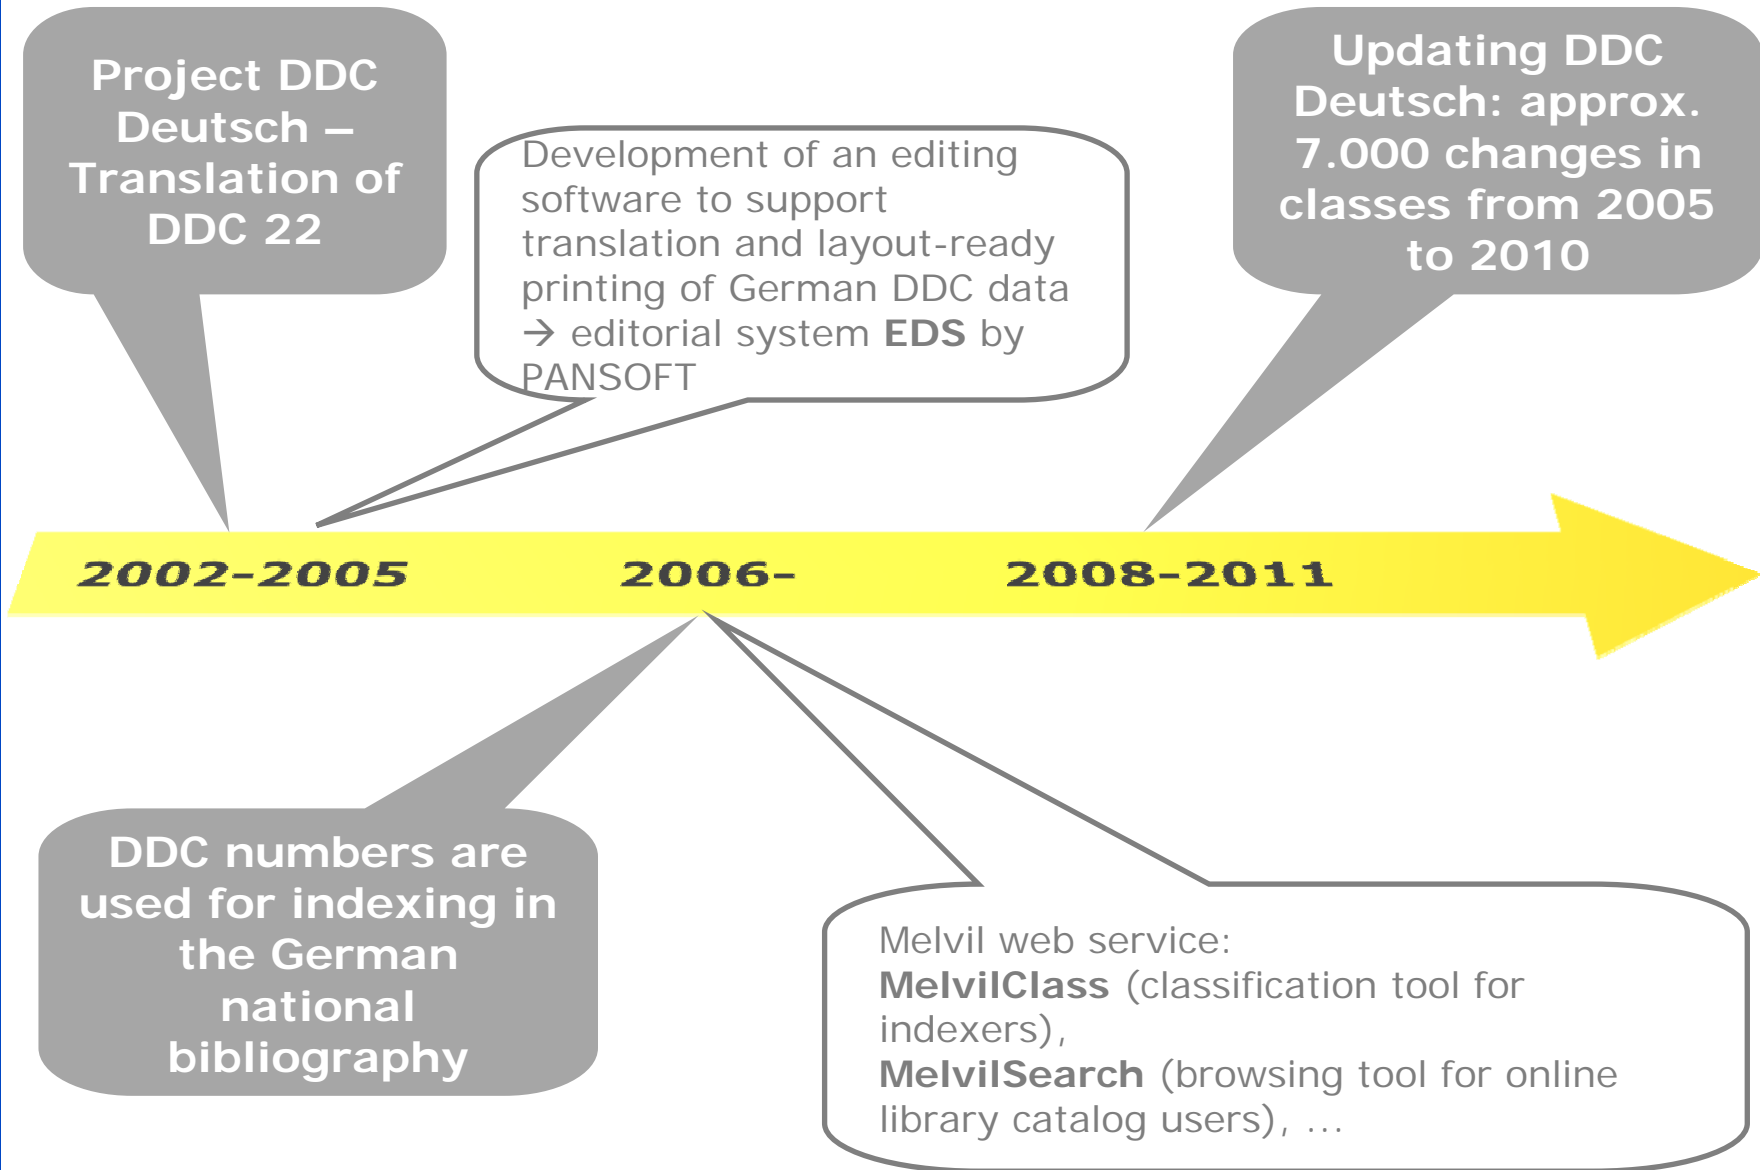 Project DDC
Deutsch –
Translation of
DDC 22
Development of an editing
software to support
translation and layout-ready
printing of German DDC data
→ editorial system EDS by
PANSOFT
Updating DDC
Deutsch: approx.
7.000 changes in
classes from 2005
to 2010
2002-2005
2006-
2008-2011
DDC numbers are
used for indexing in
the German
national
bibliography
Melvil web service:
MelvilClass (classification tool for
indexers),
MelvilSearch (browsing tool for online
library catalog users), …